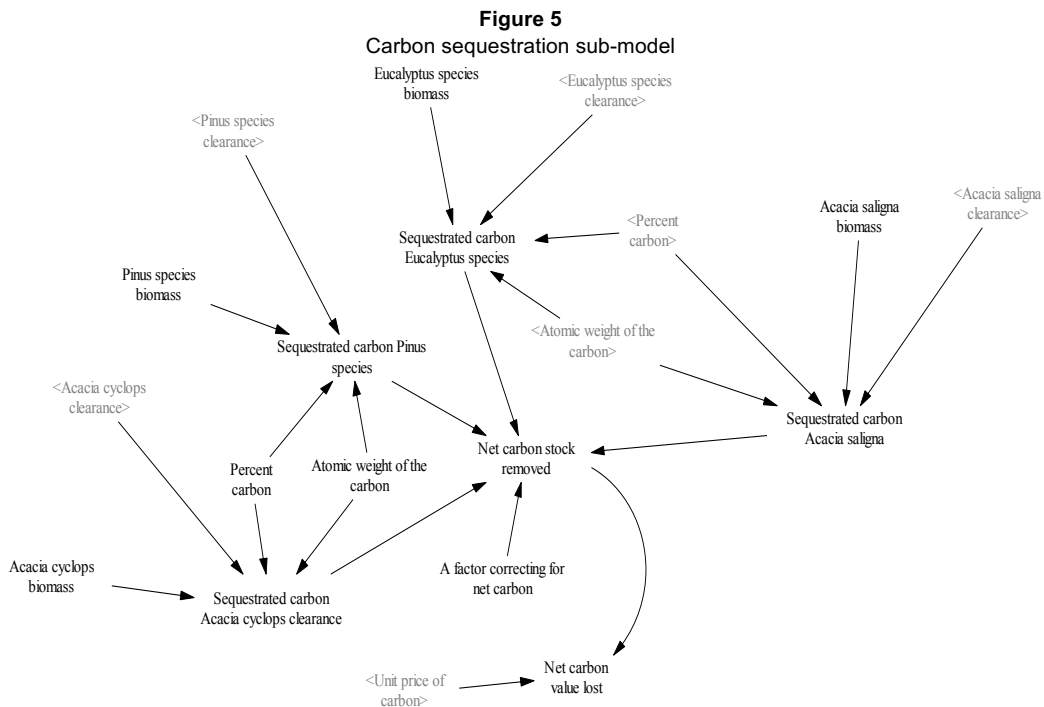 Figure 5
Carbon sequestration sub-model
Eucalyptus species
biomass
<Eucalyptus species
clearance>
<Pinus species
clearance>
<Acacia saligna
clearance>
Acacia saligna
biomass
<Percent
carbon>
Sequestrated carbon
Eucalyptus species
Pinus species
biomass
<Atomic weight of the
carbon>
Sequestrated carbon Pinus
species
<Acacia cyclops
clearance>
Sequestrated carbon
Acacia saligna
Net carbon stock
removed
Percent
carbon
Atomic weight of the
carbon
Acacia cyclops
biomass
A factor correcting for
net carbon
Sequestrated carbon
Acacia cyclops clearance
Net carbon
value lost
<Unit price of
carbon>